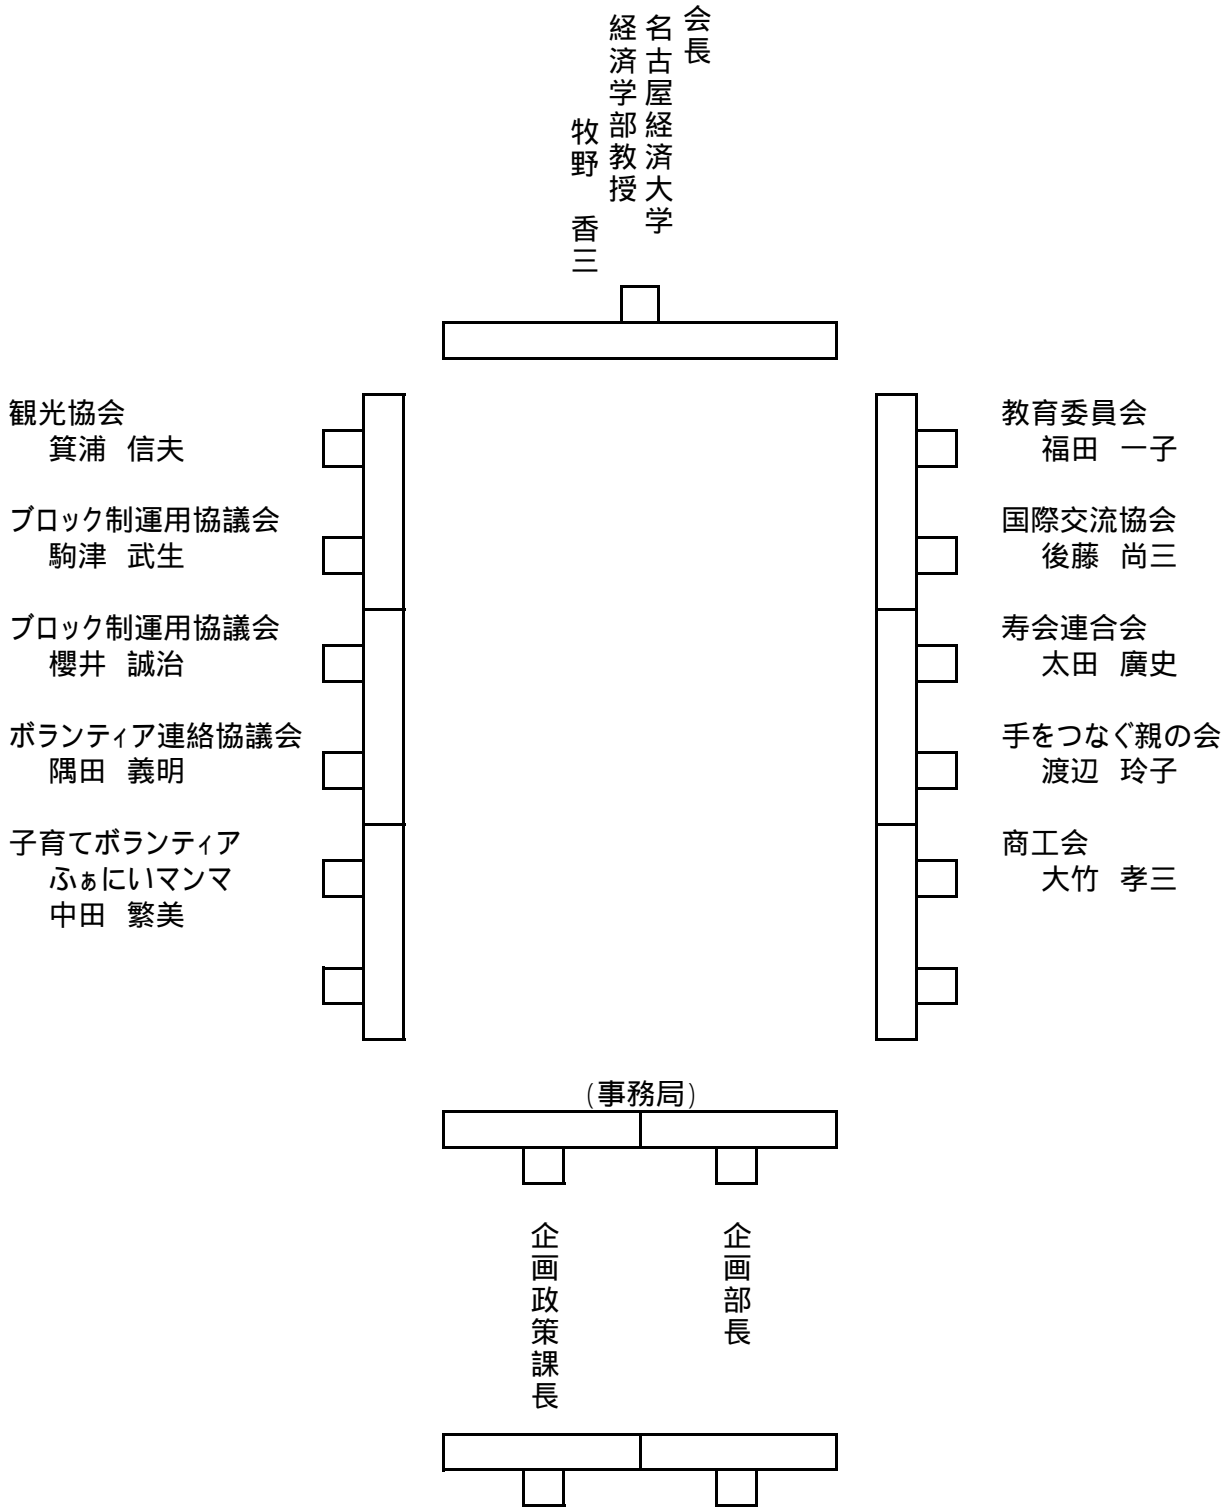 会長
名古屋経済大学
経済学部教授
牧野　香三
観光協会
箕浦　信夫
ブロック制運用協議会
駒津　武生
ブロック制運用協議会
櫻井　誠治
ボランティア連絡協議会
隅田　義明
子育てボランティア
ふぁにいマンマ
中田　繁美
教育委員会
福田　一子
国際交流協会
後藤　尚三
寿会連合会
太田　廣史
手をつなぐ親の会
渡辺　玲子
商工会
大竹　孝三
(事務局)
企画部長
企画政策課長